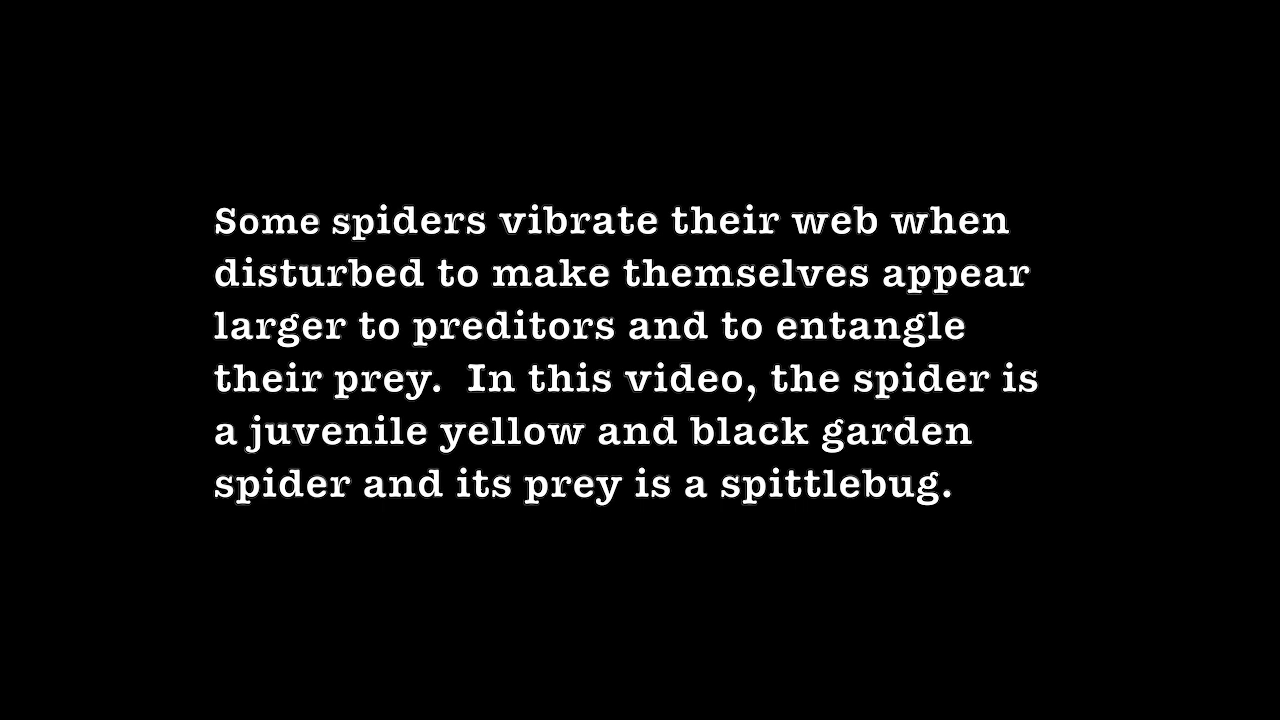 Some spiders vibrate their web when
disturbed to make themselves appear
larger to preditors and to entangle
their prey.  In this video, the spider is
a juvenile yellow and black garden
spider and its prey is a spittlebug.